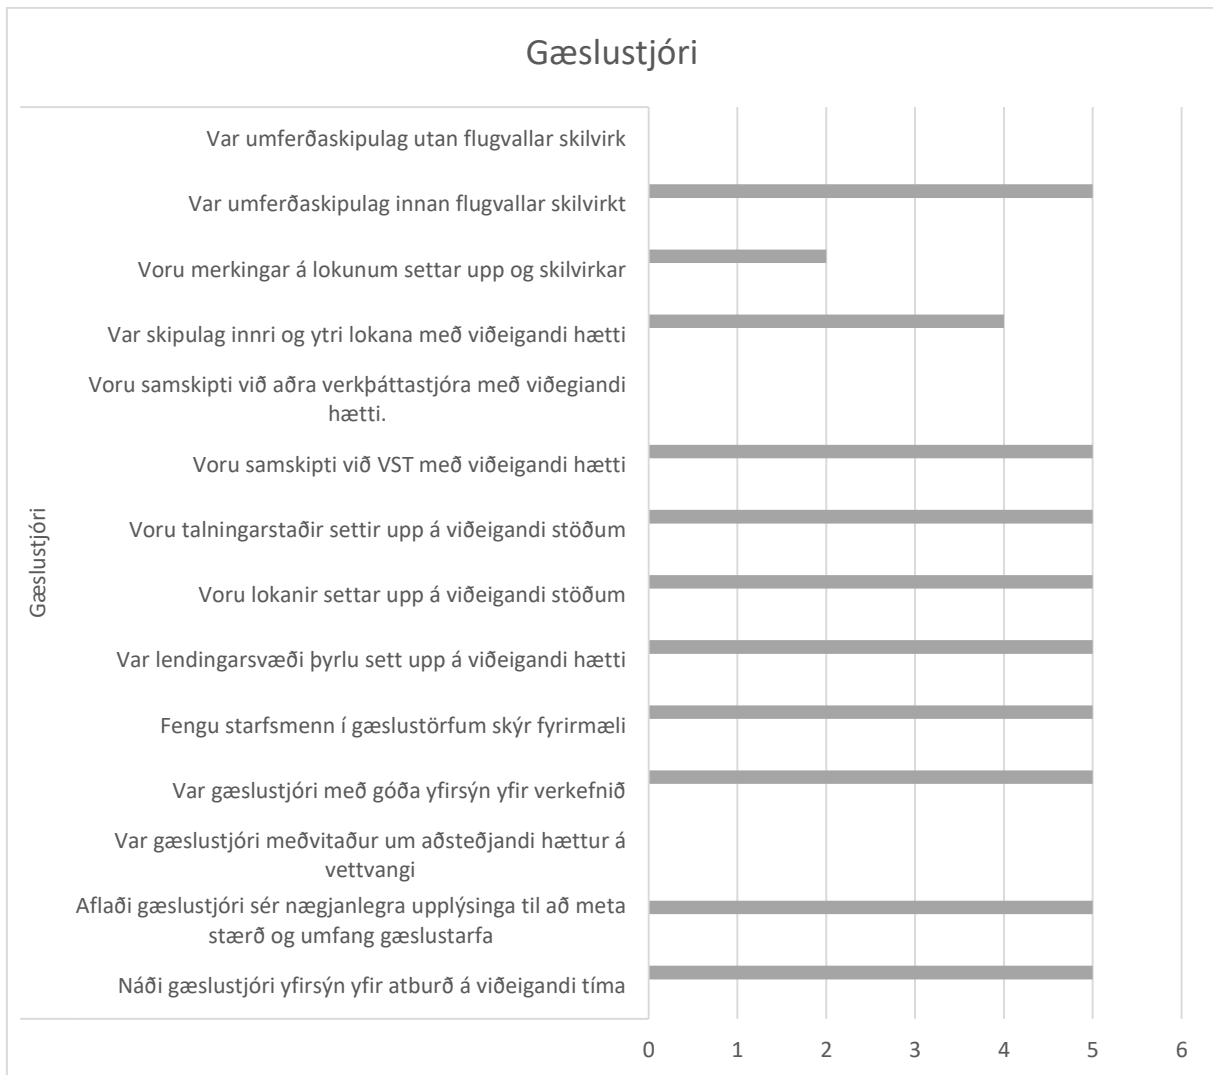 Gæslustjóri
Var umferðaskipulag utan flugvallar skilvirk
Var umferðaskipulag innan flugvallar skilvirkt
Voru merkingar á lokunum settar upp og skilvirkar
Var skipulag innri og ytri lokana með viðeigandi hætti
Voru samskipti við aðra verkþáttastjóra með viðegiandi
hætti.
Voru samskipti við VST með viðeigandi hætti
Voru talningarstaðir settir upp á viðeigandi stöðum
Voru lokanir settar upp á viðeigandi stöðum
Var lendingarsvæði þyrlu sett upp á viðeigandi hætti
Fengu starfsmenn í gæslustörfum skýr fyrirmæli
Var gæslustjóri með góða yfirsýn yfir verkefnið
Var gæslustjóri meðvitaður um aðsteðjandi hættur á
vettvangi
Aflaði gæslustjóri sér nægjanlegra upplýsinga til að meta
stærð og umfang gæslustarfa
Náði gæslustjóri yfirsýn yfir atburð á viðeigandi tíma
Gæslustjóri
0 1 2 3 4 5 6